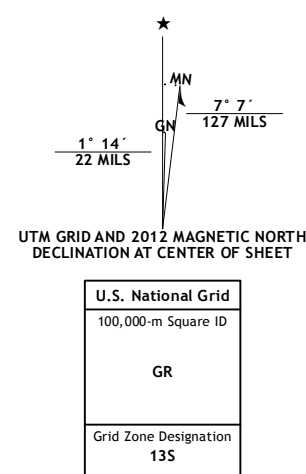 MN
7° 7´
127 MILS
GN
1° 14´
22 MILS
UTM GRID AND 2012 MAGNETIC NORTH
DECLINATION AT CENTER OF SHEET
U.S. National Grid
100,000-m Square ID
GR
Grid Zone Designation
13S